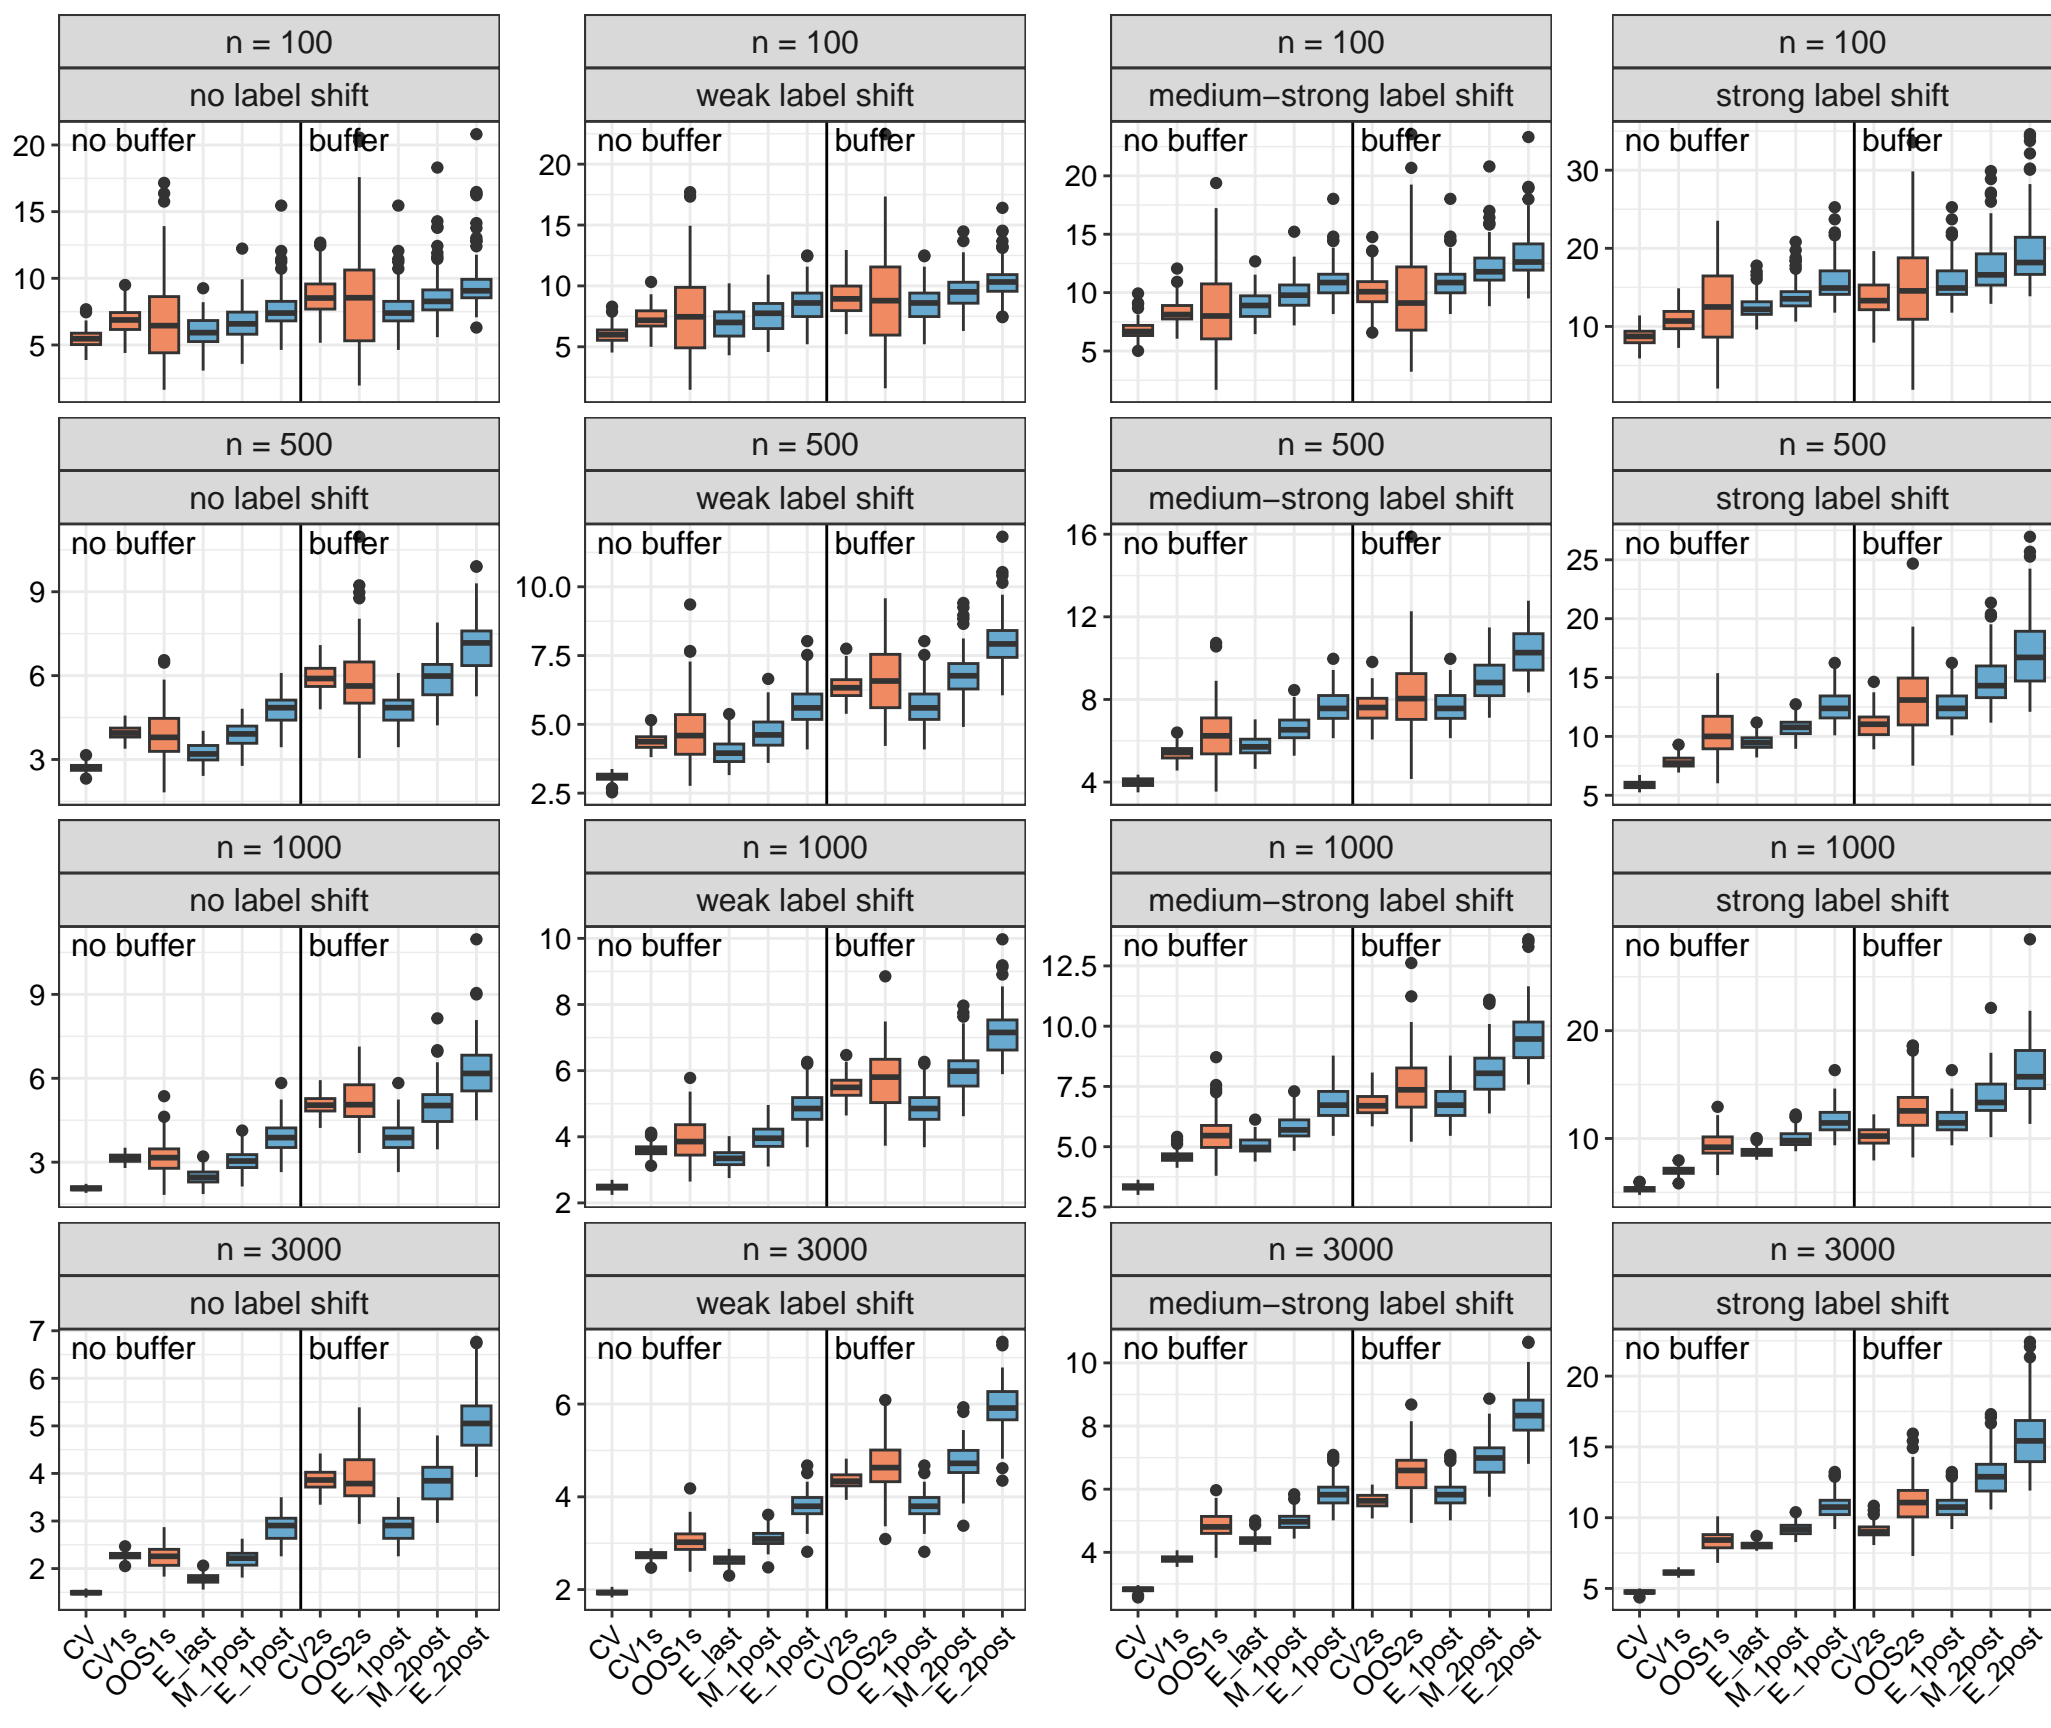 n = 100
no label shift
no buffer
buffer
20
15
10
5
n = 100
weak label shift
no buffer
buffer
20
15
10
5
n = 100
medium−strong label shift
no buffer
buffer
20
15
10
5
n = 100
strong label shift
no buffer
buffer
30
20
10
n = 500
no label shift
no buffer
buffer
9
6
3
n = 500
weak label shift
no buffer
buffer
10.0
7.5
5.0
2.5
n = 500
medium−strong label shift
no buffer
buffer
16
12
8
4
n = 500
strong label shift
no buffer
buffer
25
20
15
10
5
n = 1000
no label shift
no buffer
buffer
9
6
3
n = 1000
weak label shift
no buffer
buffer
10
8
6
4
2
n = 1000
medium−strong label shift
no buffer
buffer
12.5
10.0
7.5
5.0
2.5
n = 1000
strong label shift
no buffer
buffer
20
10
n = 3000
no label shift
no buffer
buffer
7
6
5
4
3
2
CV
CV1s
OOS1s
E_last
M_1post
E_1post
CV2s
OOS2s
E_1post
M_2post
E_2post
n = 3000
weak label shift
no buffer
buffer
6
4
2
CV
CV1s
OOS1s
E_last
M_1post
E_1post
CV2s
OOS2s
E_1post
M_2post
E_2post
n = 3000
medium−strong label shift
no buffer
buffer
10
8
6
4
CV
CV1s
OOS1s
E_last
M_1post
E_1post
CV2s
OOS2s
E_1post
M_2post
E_2post
n = 3000
strong label shift
no buffer
buffer
20
15
10
5
CV
CV1s
OOS1s
E_last
M_1post
E_1post
CV2s
OOS2s
E_1post
M_2post
E_2post